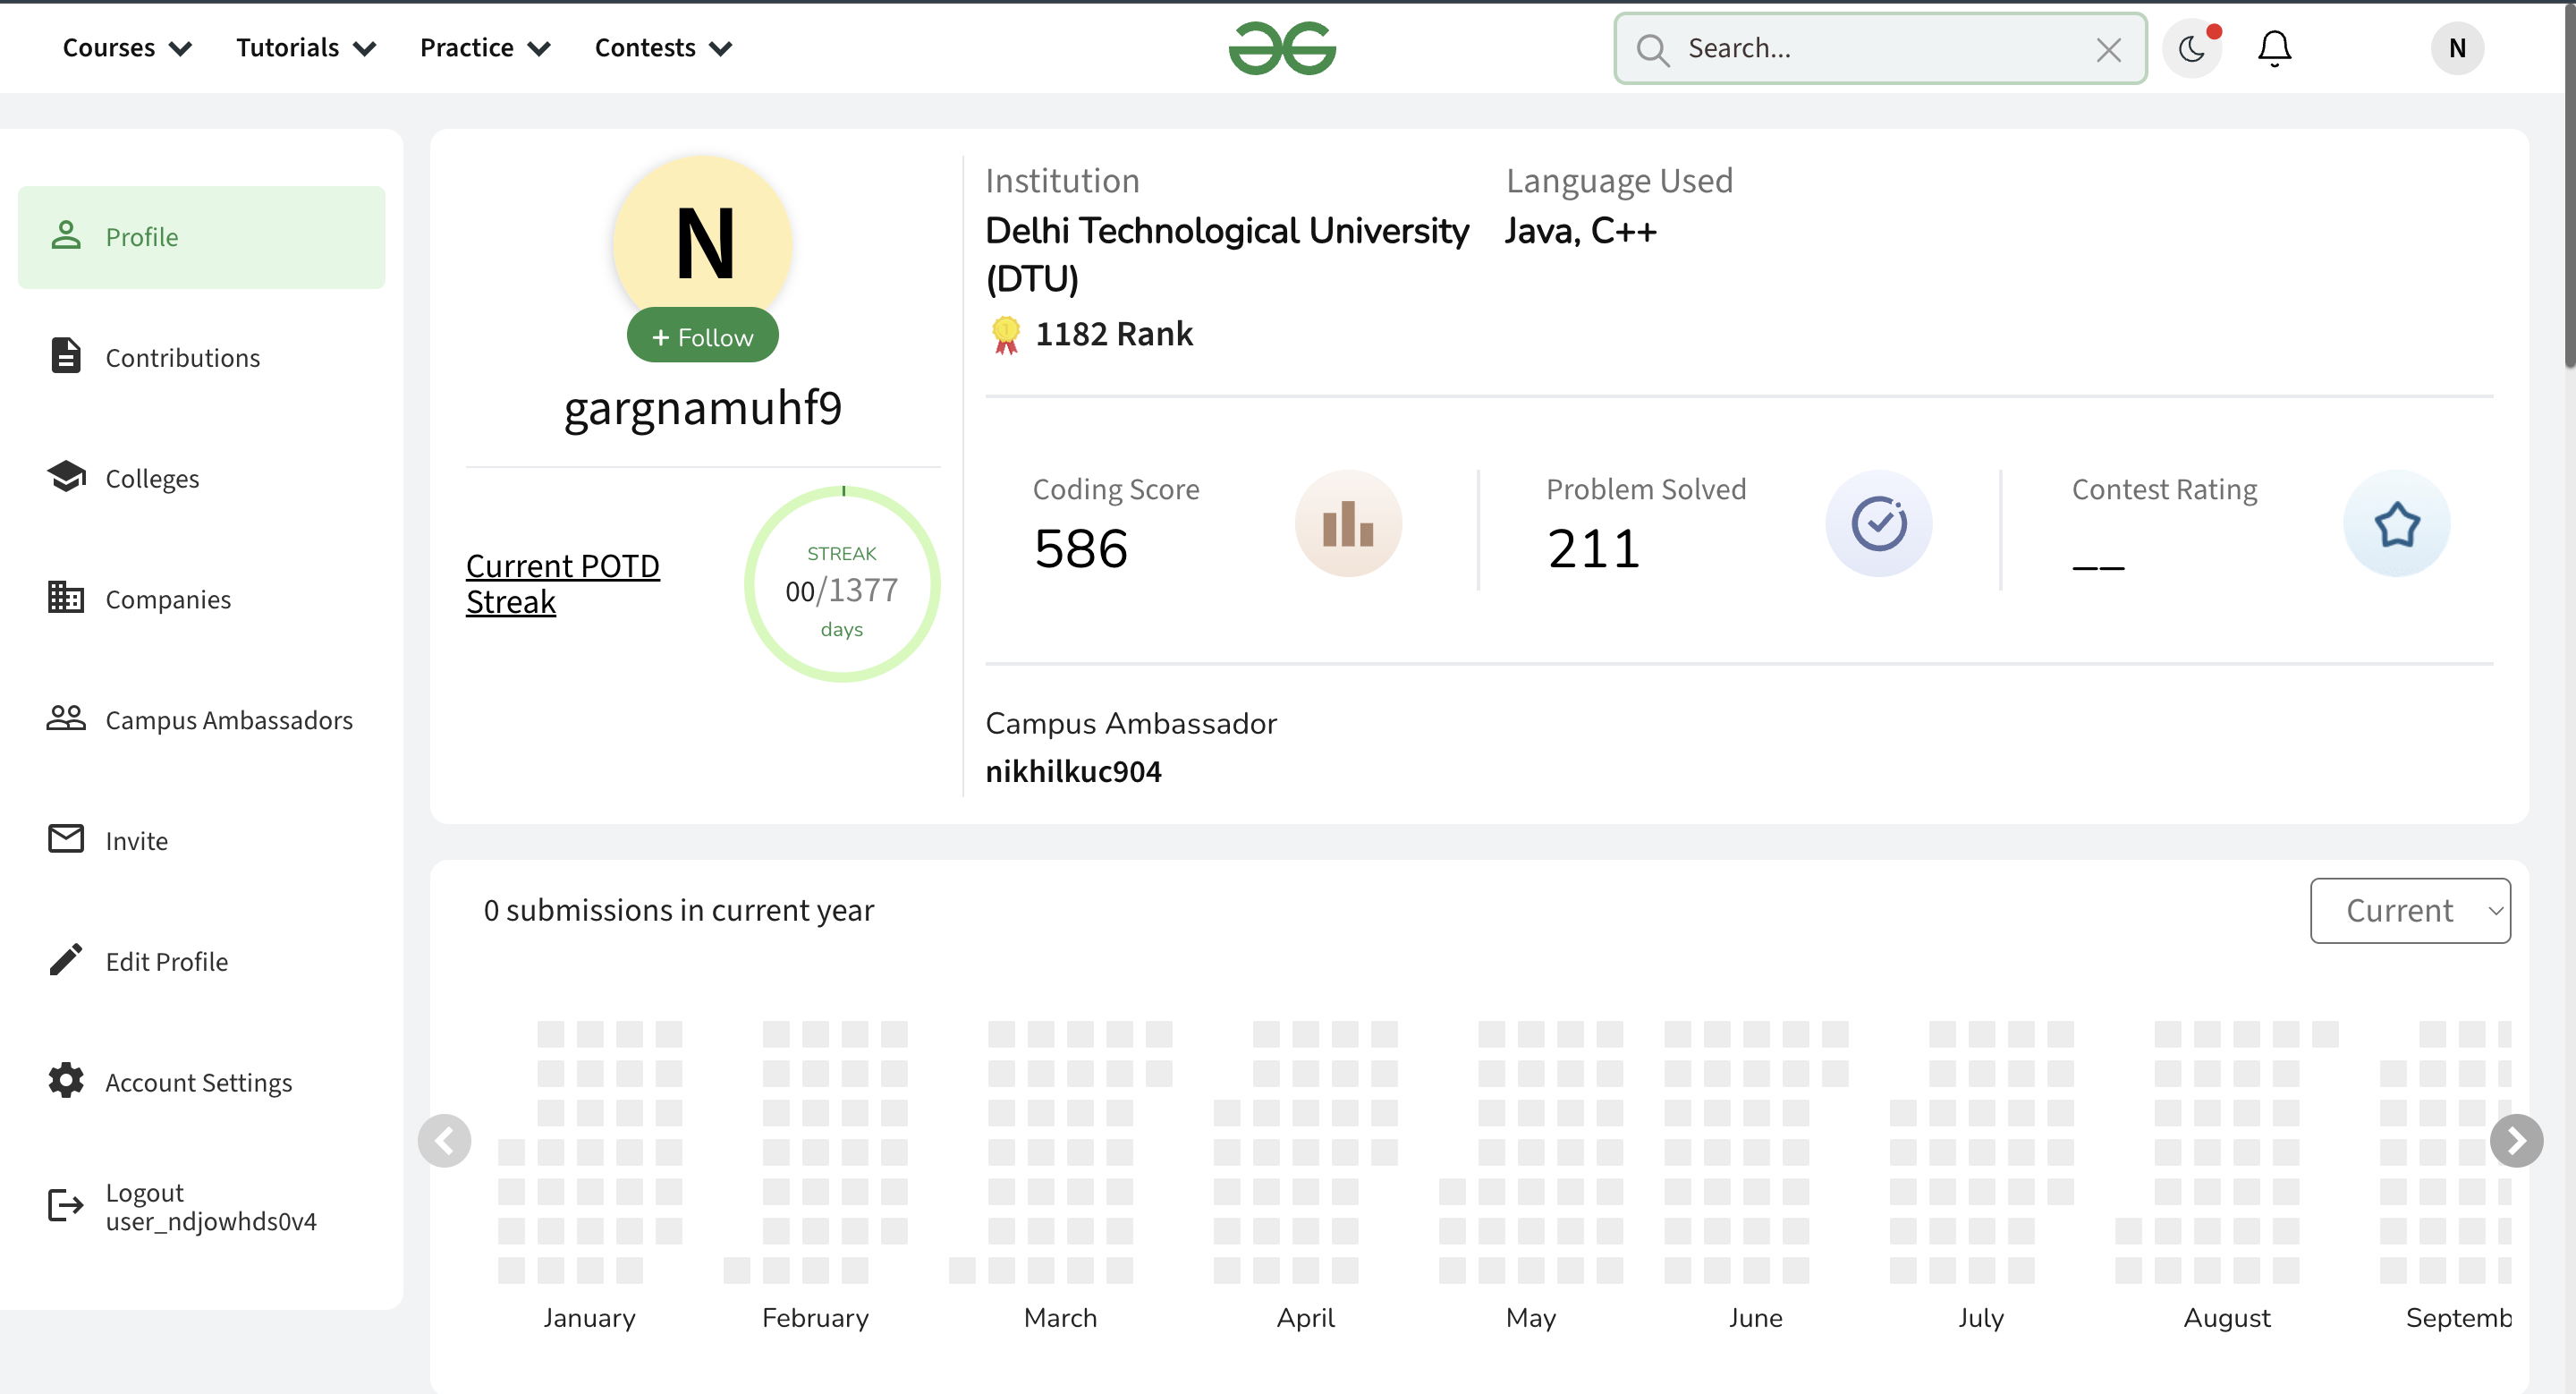 Courses Tutorials Practice Contests Search... N
Profile
Contributions
Colleges
Companies
Campus Ambassadors
Invite
Edit Profile
Account Settings
Logout
user_ndjowhds0v4
N
+ Follow
gargnamuhf9
Current POTD
Streak
STREAK
00/1377
days
Institution
Delhi Technological University
(DTU)
1182 Rank
Language Used
Java, C++
Coding Score
586
Problem Solved
211
Contest Rating
__
Campus Ambassador
nikhilkuc904
0 submissions in current year
Current
January February March April May June July August Septemb